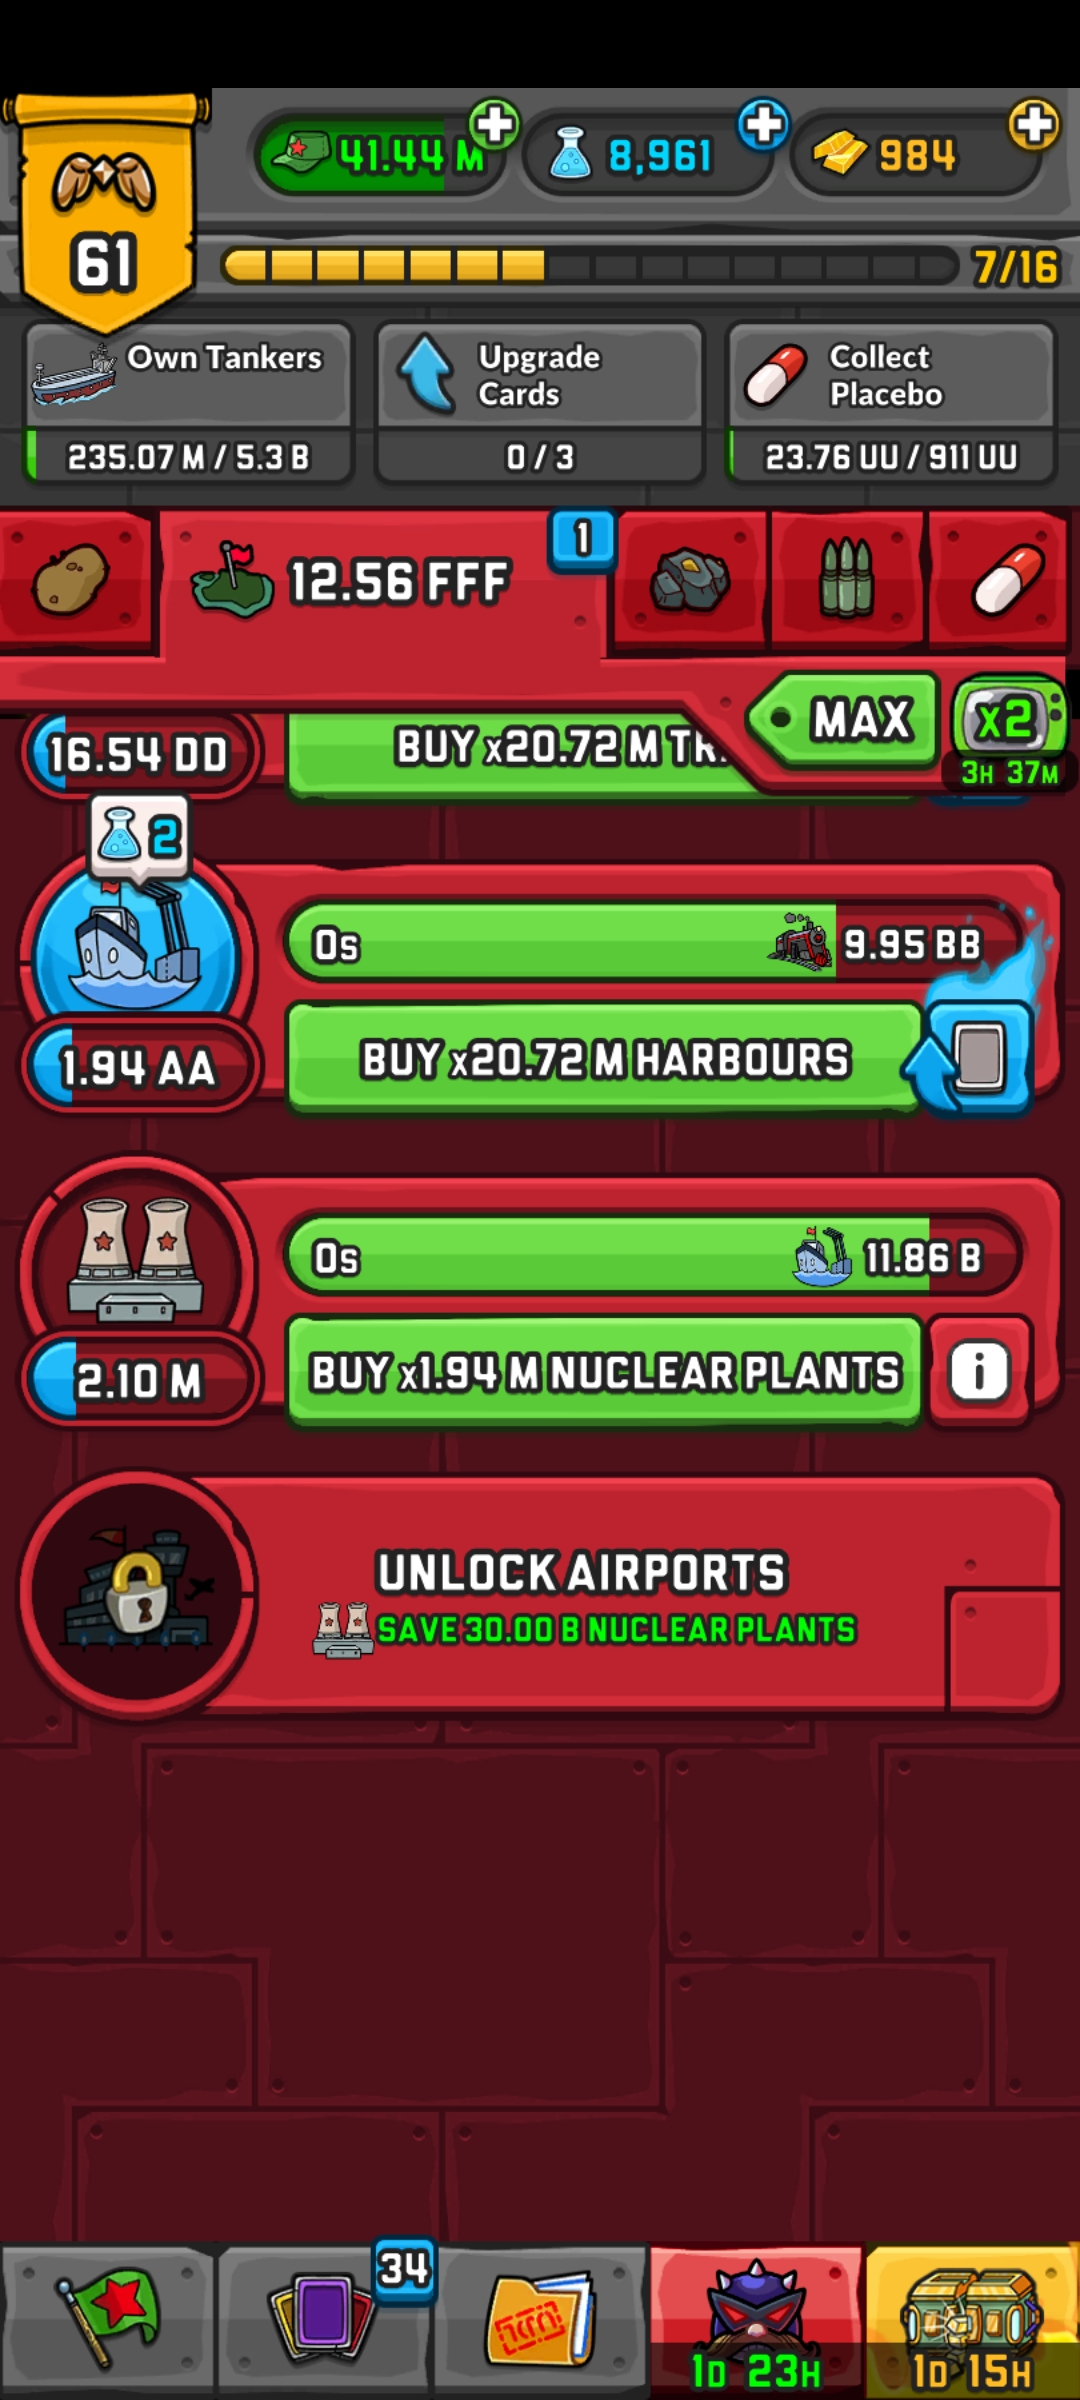 41.44 M
8,961
984
61
7/16
Own Tankers
235.07 M / 5.3 B
Upgrade
Cards
0 / 3
Collect
Placebo
23.76 UU / 911 UU
12.56 FFF
1
MAX
x2
3H 37M
16.54 DD
BUY x20.72 M
2
0s
9.95 BB
1.94 AA
BUY x20.72 M HARBOURS
0s
11.86 B
2.10 M
BUY x1.94 M NUCLEAR PLANTS
i
UNLOCK AIRPORTS
SAVE 30.00 B NUCLEAR PLANTS
34
1D 23H
1D 15H